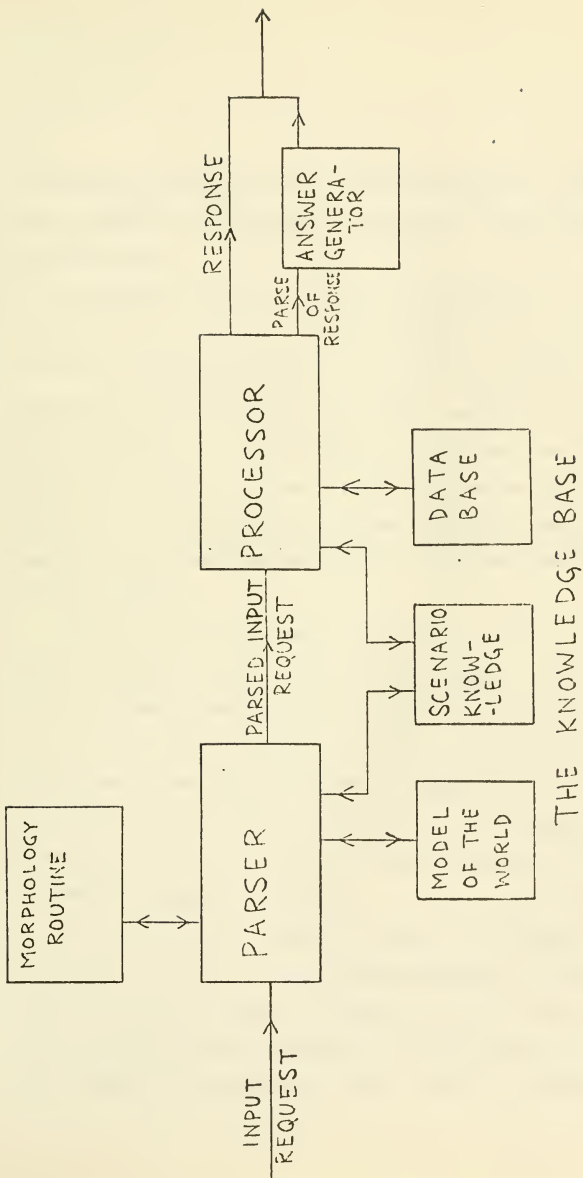 MORPHOLOGY
ROUTINE
INPUT
REQUEST
PARSER
PARSED INPUT
REQUEST
PROCESSOR
RESPONSE
PARSE
OF
RESPONSE
ANSWER
GENERA-
TOR
MODEL
OF THE
WORLD
SCENARIO
KNOW-
-LEDGE
DATA
BASE
THE KNOWLEDGE BASE